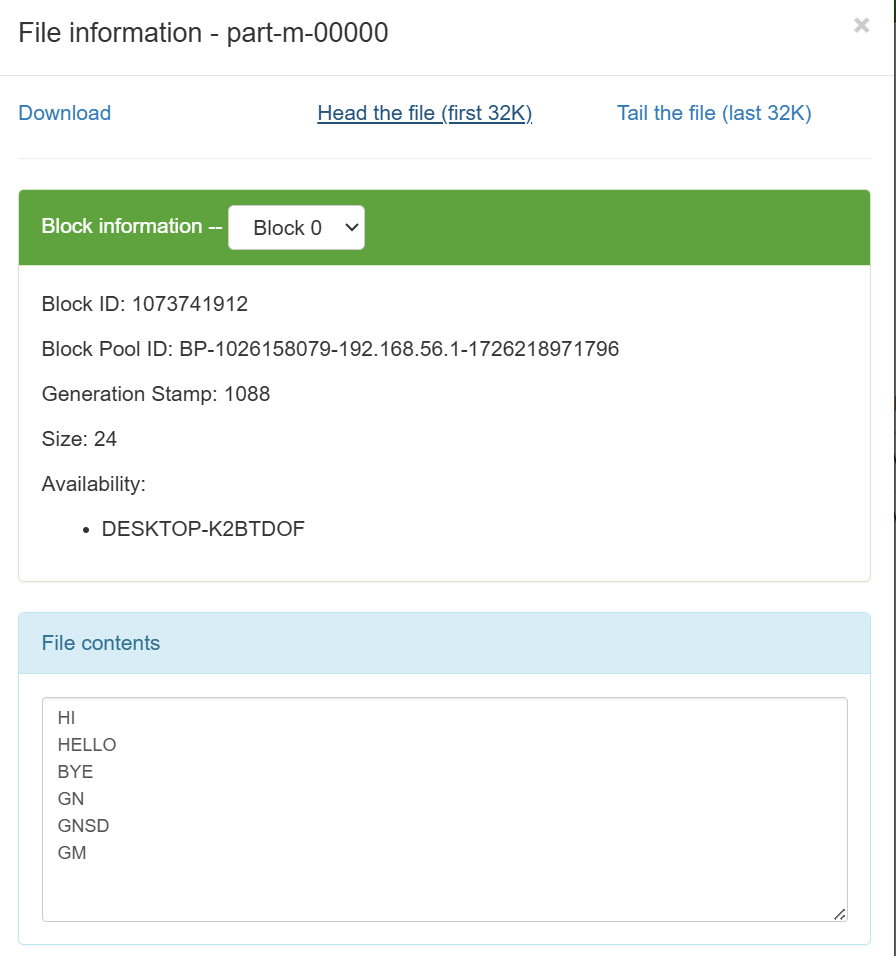 File information - part-m-00000
×
Download Head the file (first 32K) Tail the file (last 32K)
Block information -- Block 0
Block ID: 1073741912
Block Pool ID: BP-1026158079-192.168.56.1-1726218971796
Generation Stamp: 1088
Size: 24
Availability:
• DESKTOP-K2BTDOF
File contents
HI
HELLO
BYE
GN
GNSD
GM